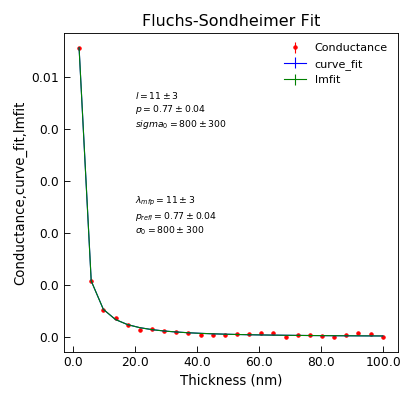 Fluchs-Sondheimer Fit
Conductance
curve_fit
lmfit
l = 11 ± 3
p = 0.77 ± 0.04
sigma₀ = 800 ± 300
λmfp = 11 ± 3
prefl = 0.77 ± 0.04
σ₀ = 800 ± 300
Conductance,curve_fit,lmfit
0.01
0.0
0.0
0.0
0.0
0.0
0.0
20.0
40.0
60.0
80.0
100.0
Thickness (nm)